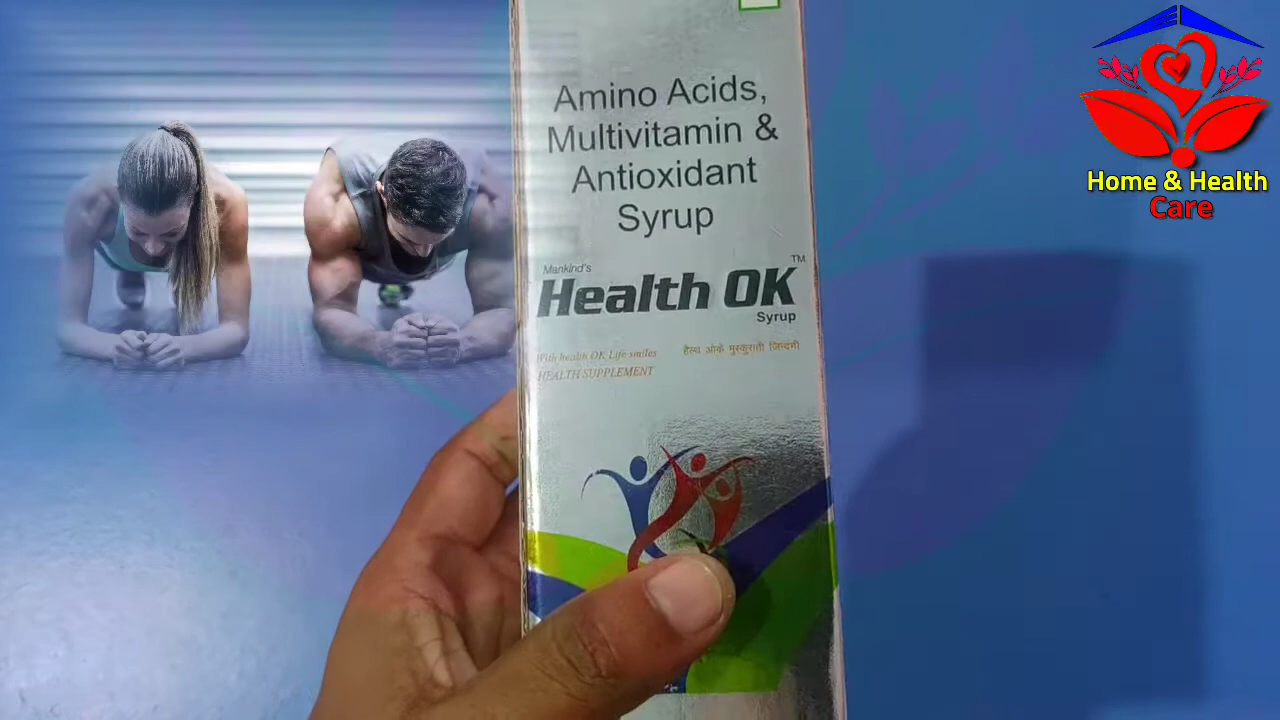 Amino Acids,
Multivitamin &
Antioxidant
Syrup
Mankind's
Health OK™
Syrup
With health OK, Life smiles
हैल्थ ओके मुस्कुराती जिन्दगी
HEALTH SUPPLEMENT
Home & Health
Care